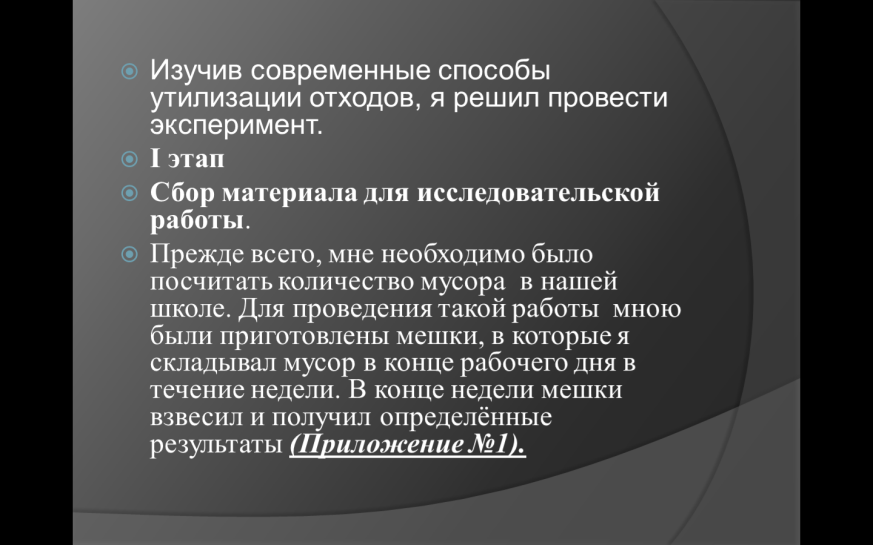 Изучив современные способы
утилизации отходов, я решил провести
эксперимент.
I этап
Сбор материала для исследовательской
работы.
Прежде всего, мне необходимо было
посчитать количество мусора в нашей
школе. Для проведения такой работы мною
были приготовлены мешки, в которые я
складывал мусор в конце рабочего дня в
течение недели. В конце недели мешки
взвесил и получил определённые
результаты (Приложение №1).